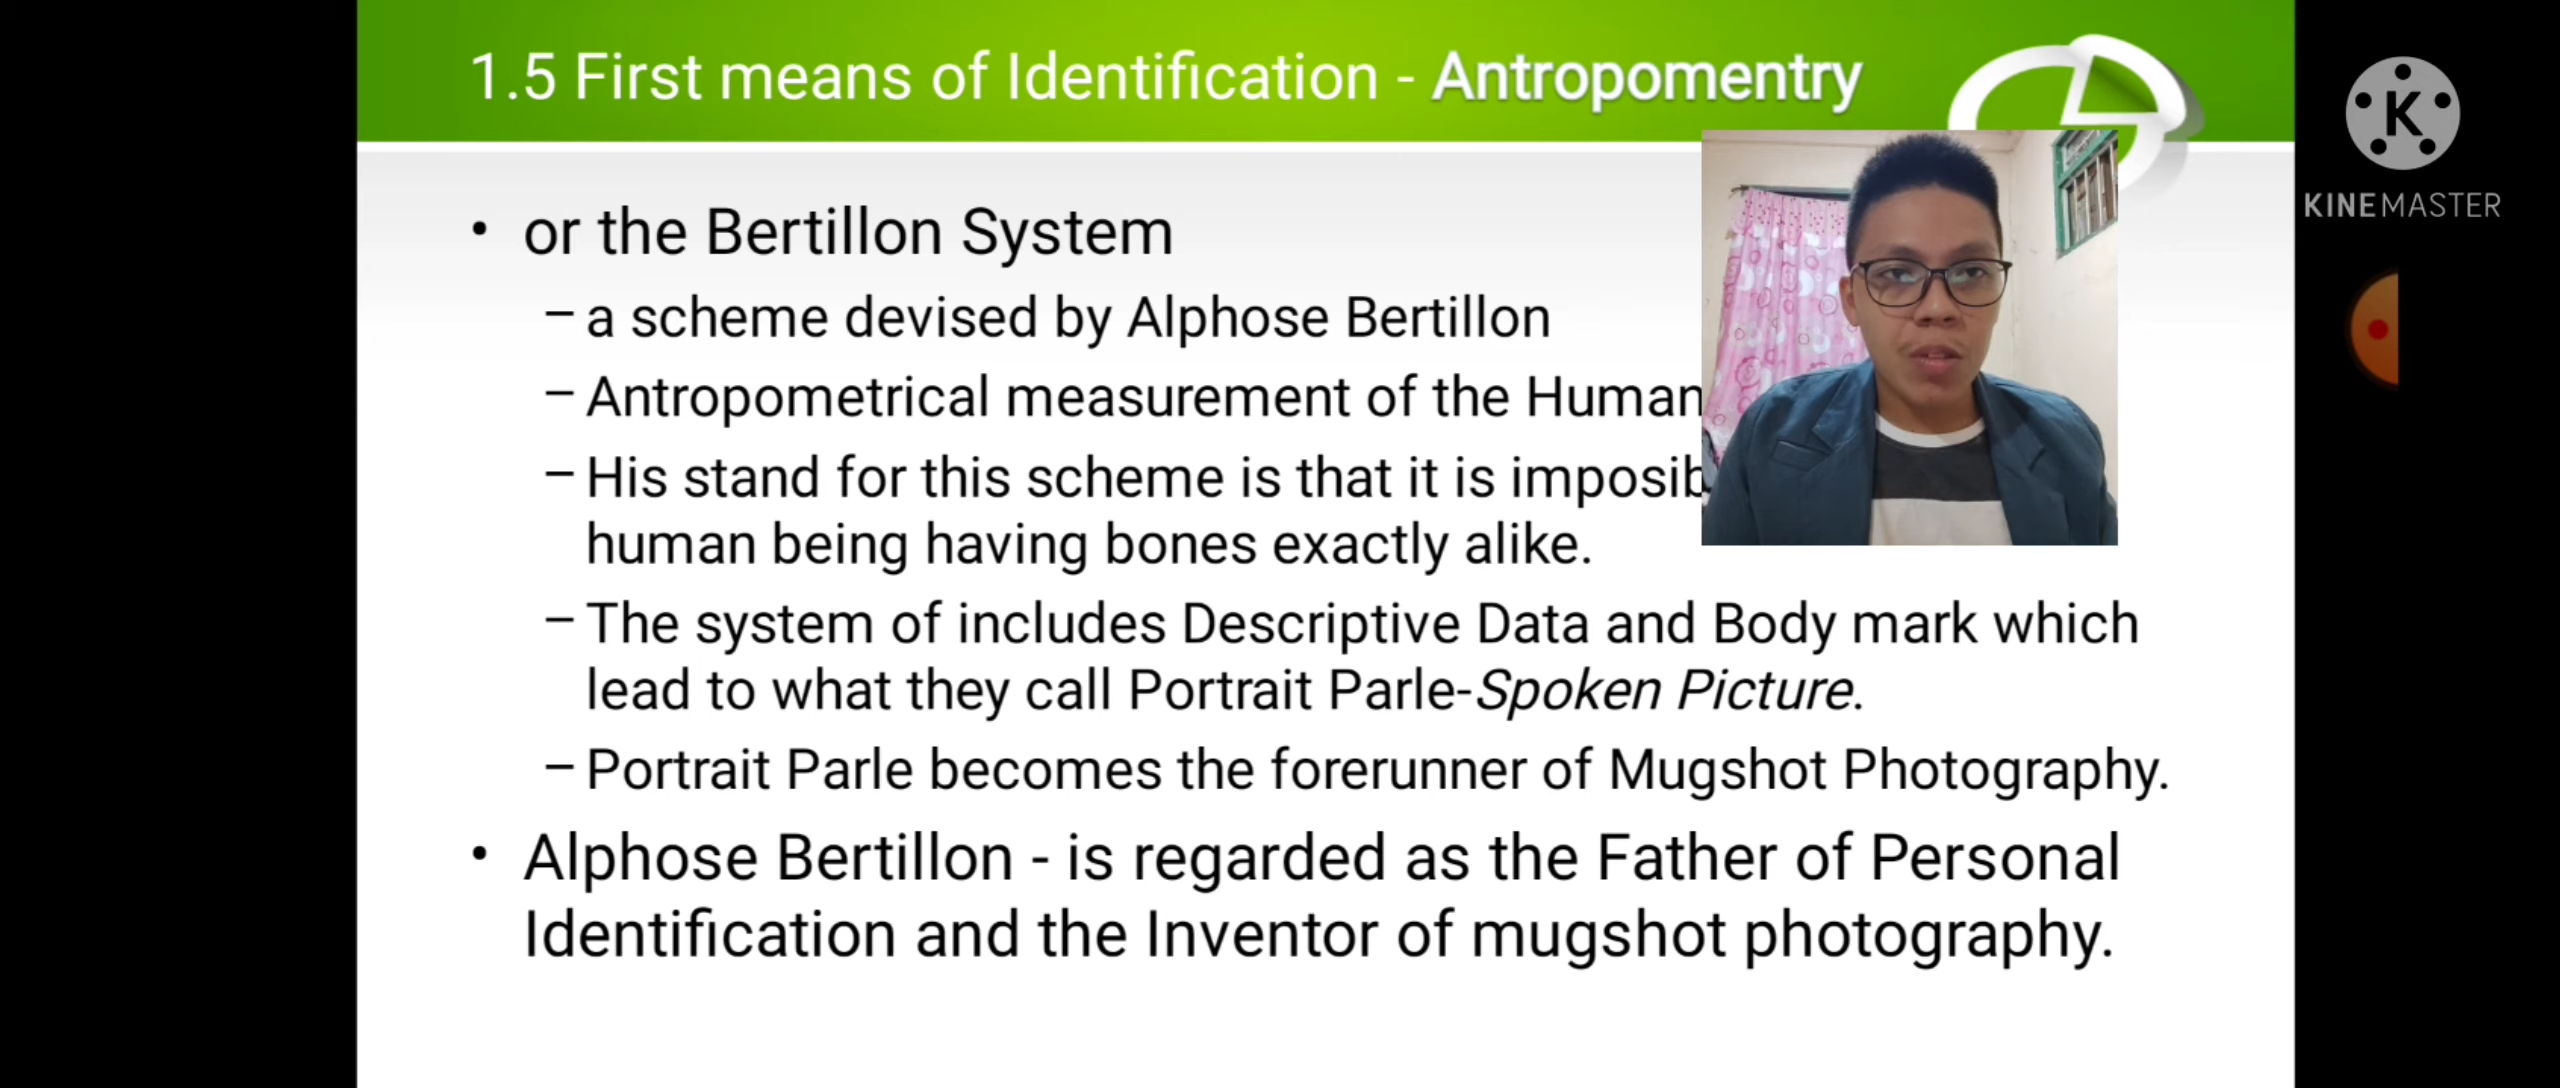 1.5 First means of Identification - Antropomentry
• or the Bertillon System
– a scheme devised by Alphose Bertillon
– Antropometrical measurement of the Human
– His stand for this scheme is that it is
human being having bones exactly alike.
– The system of includes Descriptive Data and Body mark which
lead to what they call Portrait Parle-Spoken Picture.
– Portrait Parle becomes the forerunner of Mugshot Photography.
• Alphose Bertillon - is regarded as the Father of Personal
Identification and the Inventor of mugshot photography.
K
KINEMASTER